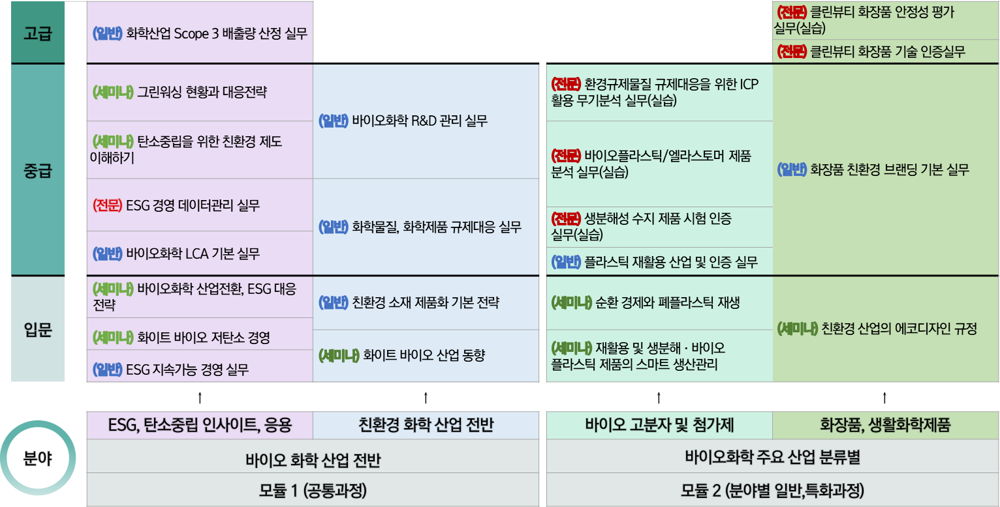 고급
(일반) 화학산업 Scope 3 배출량 산정 실무
(전문) 클린뷰티 화장품 안정성 평가
실무(실습)
(전문) 클린뷰티 화장품 기술 인증실무
중급
(세미나) 그린워싱 현황과 대응전략
(세미나) 탄소중립을 위한 친환경 제도
이해하기
(전문) ESG 경영 데이터관리 실무
(일반) 바이오화학 LCA 기본 실무
(일반) 바이오화학 R&D 관리 실무
(일반) 화학물질, 화학제품 규제대응 실무
(전문) 환경규제물질 규제대응을 위한 ICP
활용 무기분석 실무(실습)
(전문) 바이오플라스틱/엘라스토머 제품
분석 실무(실습)
(전문) 생분해성 수지 제품 시험 인증
실무(실습)
(일반) 플라스틱 재활용 산업 및 인증 실무
(일반) 화장품 친환경 브랜딩 기본 실무
입문
(세미나) 바이오화학 산업전환, ESG 대응
전략
(세미나) 화이트 바이오 저탄소 경영
(일반) ESG 지속가능 경영 실무
(일반) 친환경 소재 제품화 기본 전략
(세미나) 화이트 바이오 산업 동향
(세미나) 순환 경제와 폐플라스틱 재생
(세미나) 재활용 및 생분해 · 바이오
플라스틱 제품의 스마트 생산관리
(세미나) 친환경 산업의 에코디자인 규정
↑ ↑ ↑ ↑
분야
ESG, 탄소중립 인사이트, 응용
친환경 화학 산업 전반
바이오 고분자 및 첨가제
화장품, 생활화학제품
바이오 화학 산업 전반
바이오화학 주요 산업 분류별
모듈 1 (공통과정)
모듈 2 (분야별 일반,특화과정)